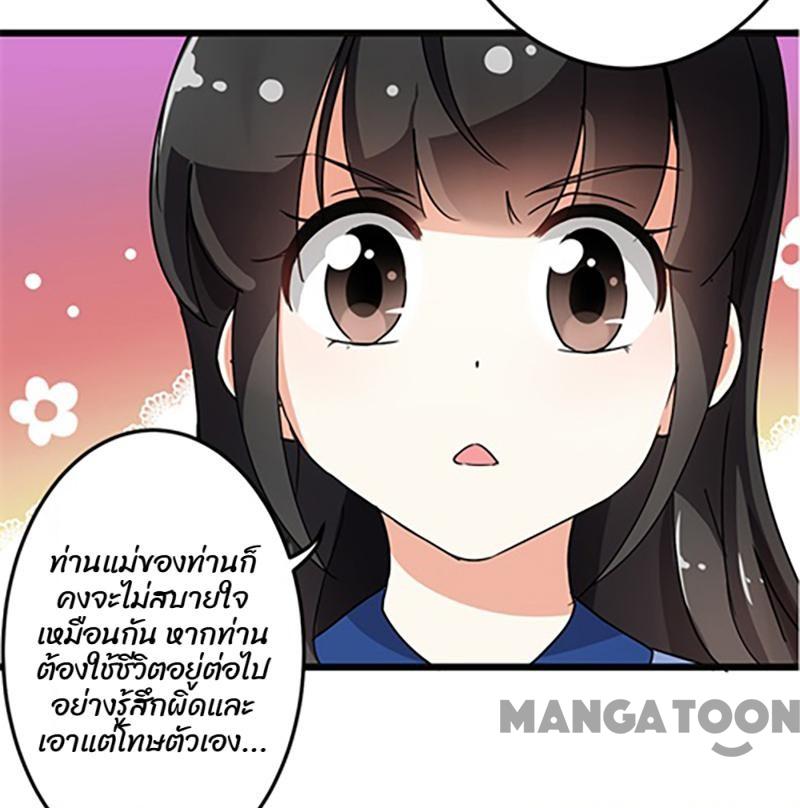 ท่านแม่ของท่านก็
คงจะไม่สบายใจ
เหมือนกัน หากท่าน
ต้องใช้ชีวิตอยู่ต่อไป
อย่างรู้สึกผิดและ
เอาแต่โทษตัวเอง...
MANGATOON